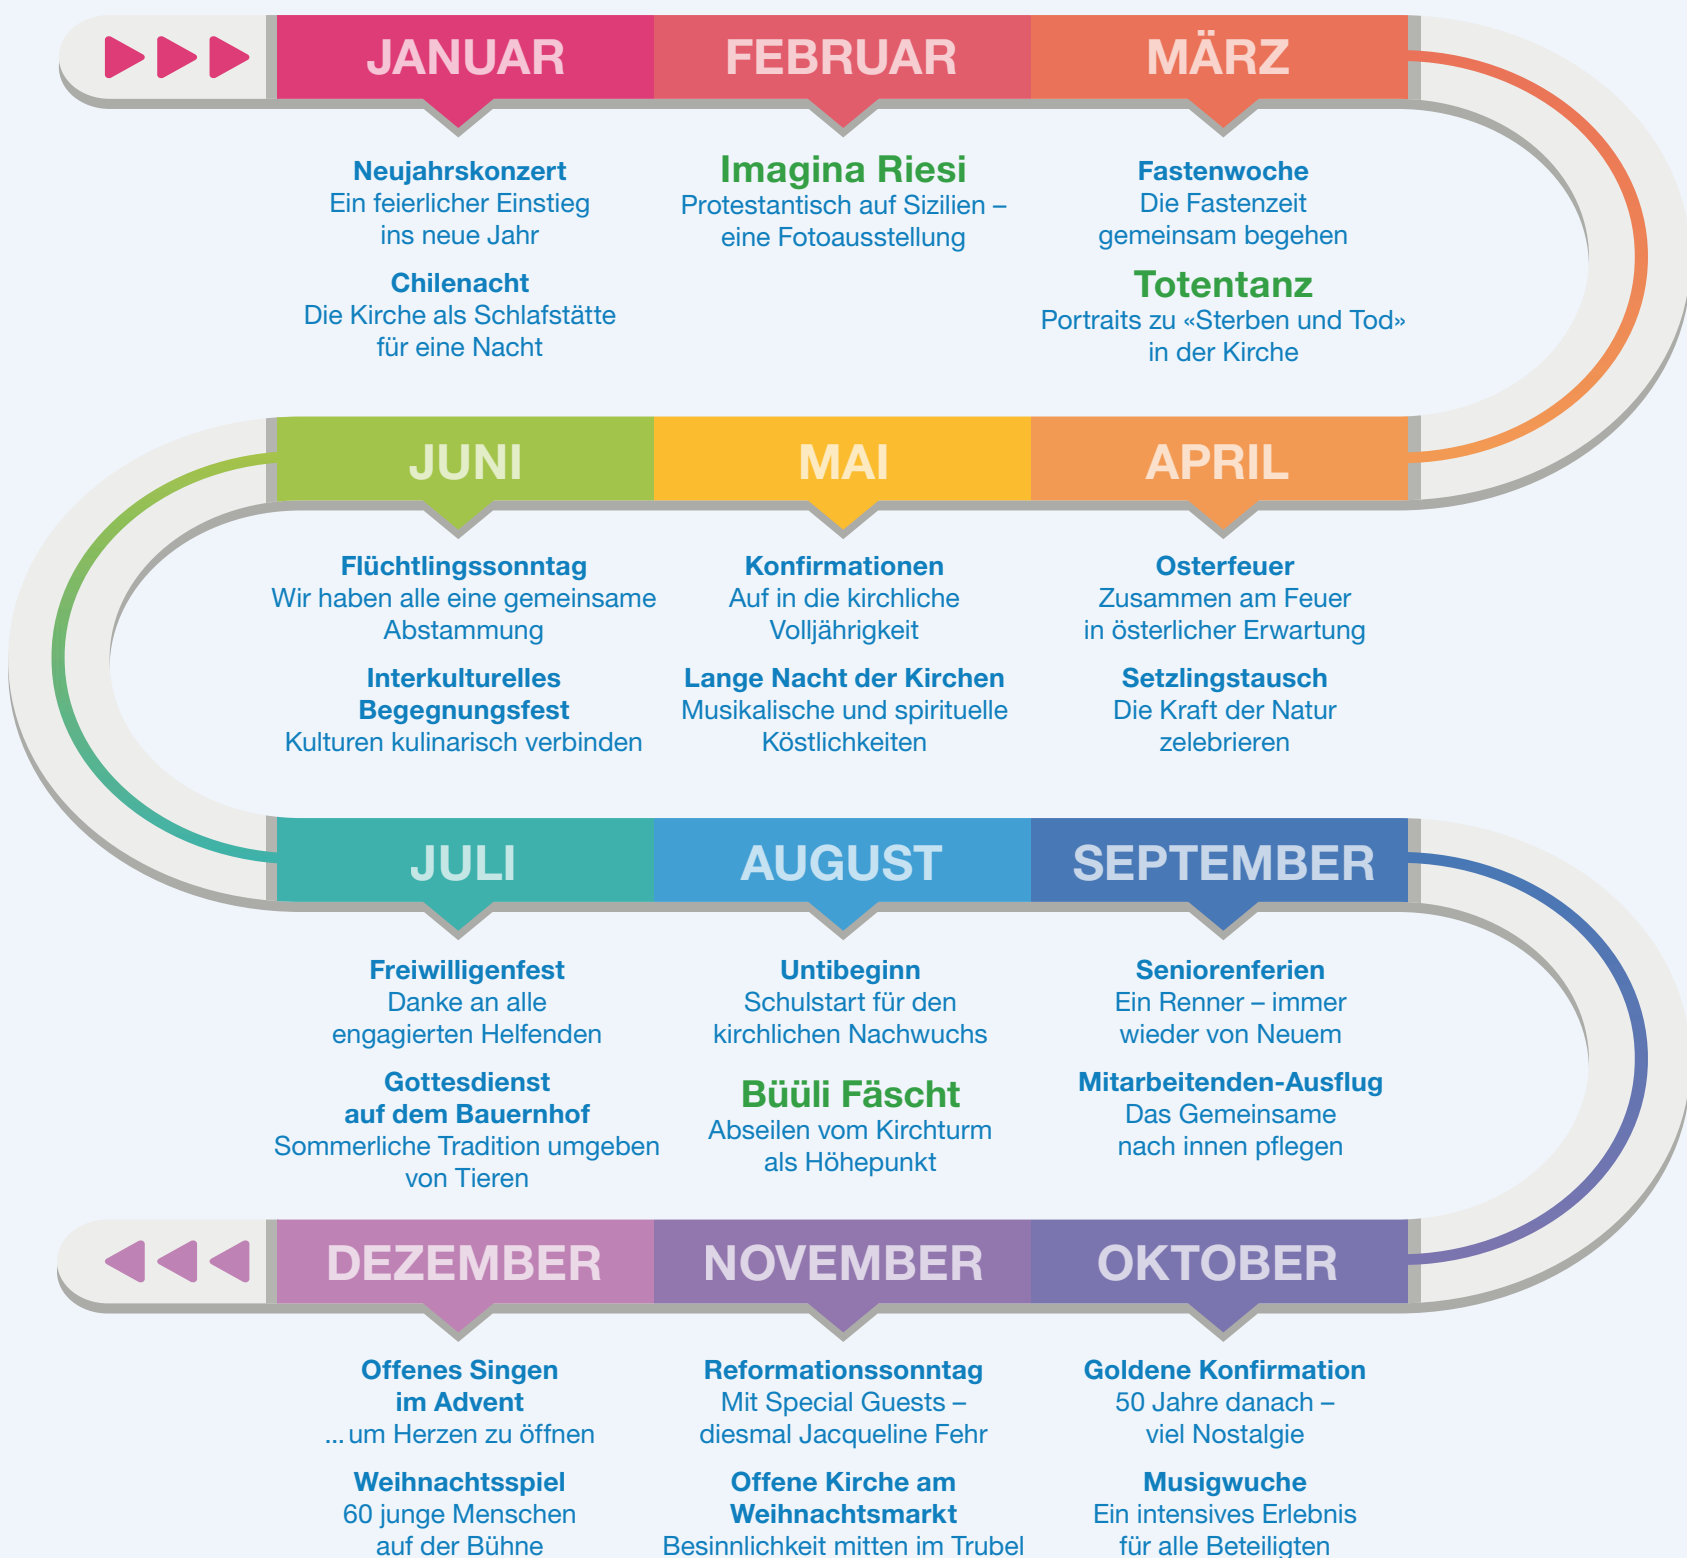 JANUAR
Neujahrskonzert
Ein feierlicher Einstieg
ins neue Jahr
Chilenacht
Die Kirche als Schlafstätte
für eine Nacht
FEBRUAR
Imagina Riesi
Protestantisch auf Sizilien –
eine Fotoausstellung
MÄRZ
Fastenwoche
Die Fastenzeit
gemeinsam begehen
Totentanz
Portraits zu «Sterben und Tod»
in der Kirche
APRIL
Osterfeuer
Zusammen am Feuer
in österlicher Erwartung
Setzlingstausch
Die Kraft der Natur
zelebrieren
MAI
Konfirmationen
Auf in die kirchliche
Volljährigkeit
Lange Nacht der Kirchen
Musikalische und spirituelle
Köstlichkeiten
JUNI
Flüchtlingssonntag
Wir haben alle eine gemeinsame
Abstammung
Interkulturelles
Begegnungsfest
Kulturen kulinarisch verbinden
JULI
Freiwilligenfest
Danke an alle
engagierten Helfenden
Gottesdienst
auf dem Bauernhof
Sommerliche Tradition umgeben
von Tieren
AUGUST
Untibeginn
Schulstart für den
kirchlichen Nachwuchs
Büüli Fäscht
Abseilen vom Kirchturm
als Höhepunkt
SEPTEMBER
Seniorenferien
Ein Renner – immer
wieder von Neuem
Mitarbeitenden-Ausflug
Das Gemeinsame
nach innen pflegen
OKTOBER
Goldene Konfirmation
50 Jahre danach –
viel Nostalgie
Musigwuche
Ein intensives Erlebnis
für alle Beteiligten
NOVEMBER
Reformationssonntag
Mit Special Guests –
diesmal Jacqueline Fehr
Offene Kirche am
Weihnachtsmarkt
Besinnlichkeit mitten im Trubel
DEZEMBER
Offenes Singen
im Advent
... um Herzen zu öffnen
Weihnachtsspiel
60 junge Menschen
auf der Bühne